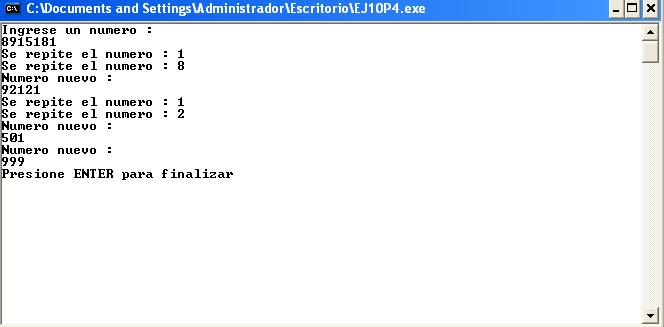 C:\Documents and Settings\Administrador\Escritorio\EJ10P4.exe
Ingrese un numero :
8915181
Se repite el numero : 1
Se repite el numero : 8
Numero nuevo :
92121
Se repite el numero : 1
Se repite el numero : 2
Numero nuevo :
501
Numero nuevo :
999
Presione ENTER para finalizar